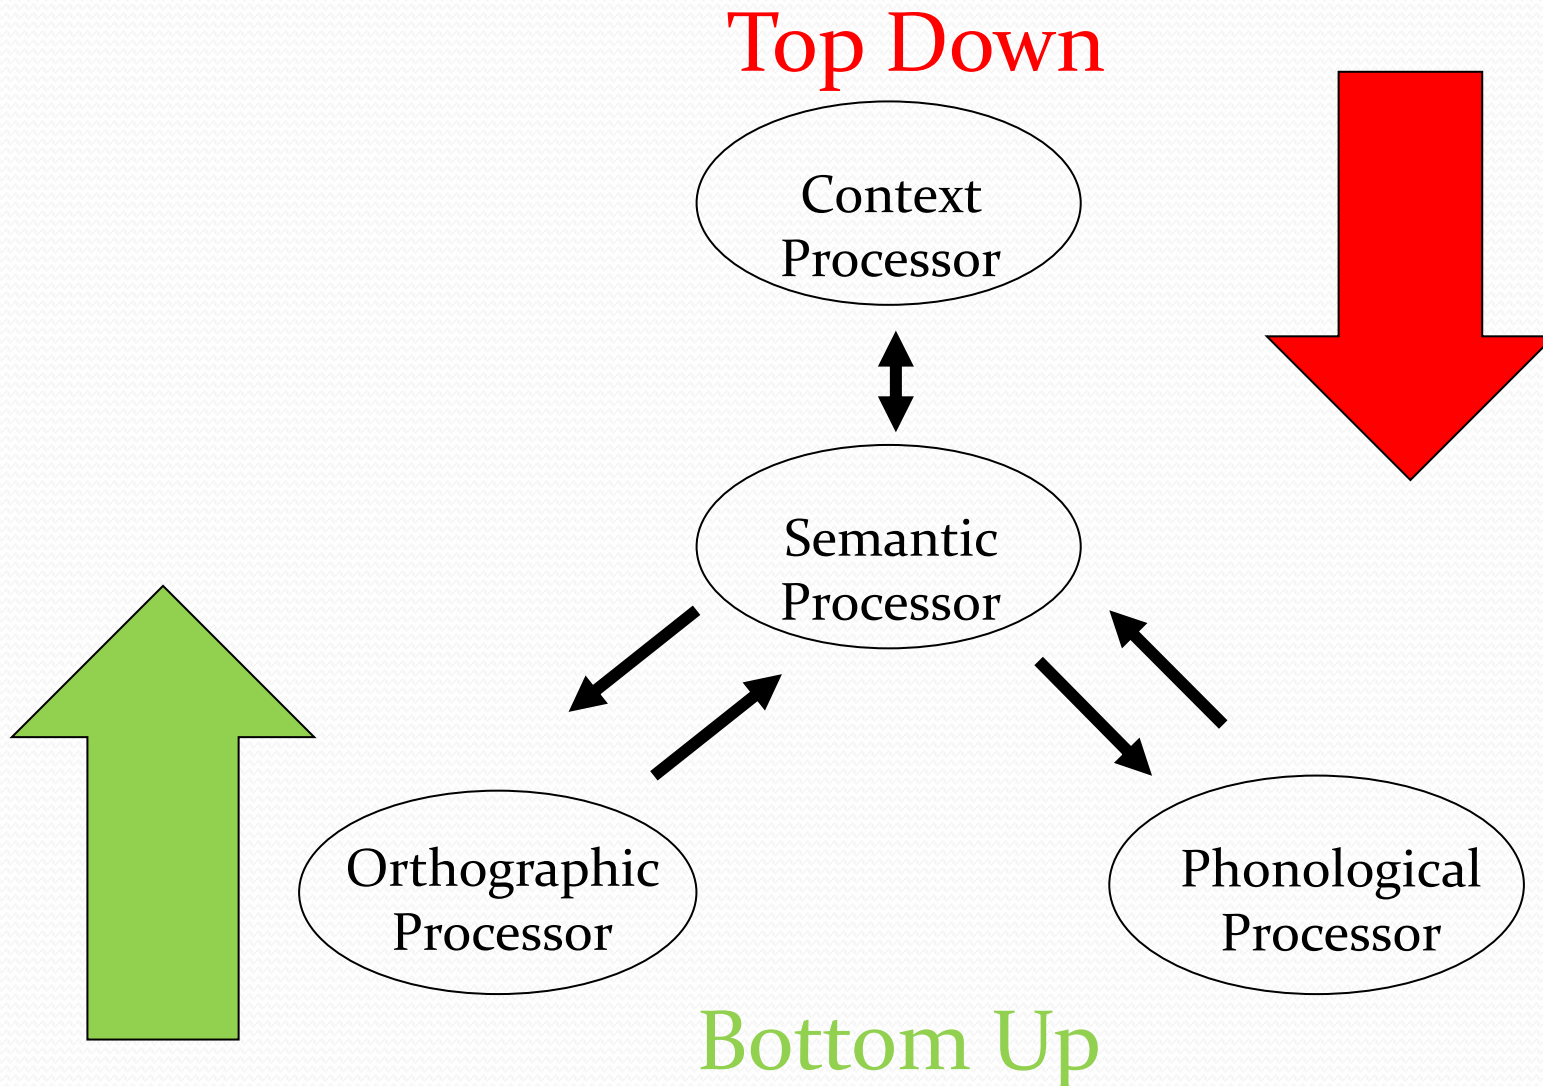 Top Down
Context
Processor
Semantic
Processor
Orthographic
Processor
Phonological
Processor
Bottom Up